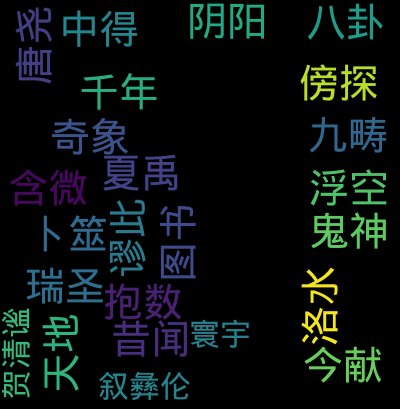 唐尧
中得
阴阳
八卦
千年
傍探
奇象
九畴
夏禹
含微
浮空
卜筮
谬此
图书
鬼神
瑞圣
抱数
洛水
昔闻
寰宇
贺清谧
天地
今献
叙彝伦